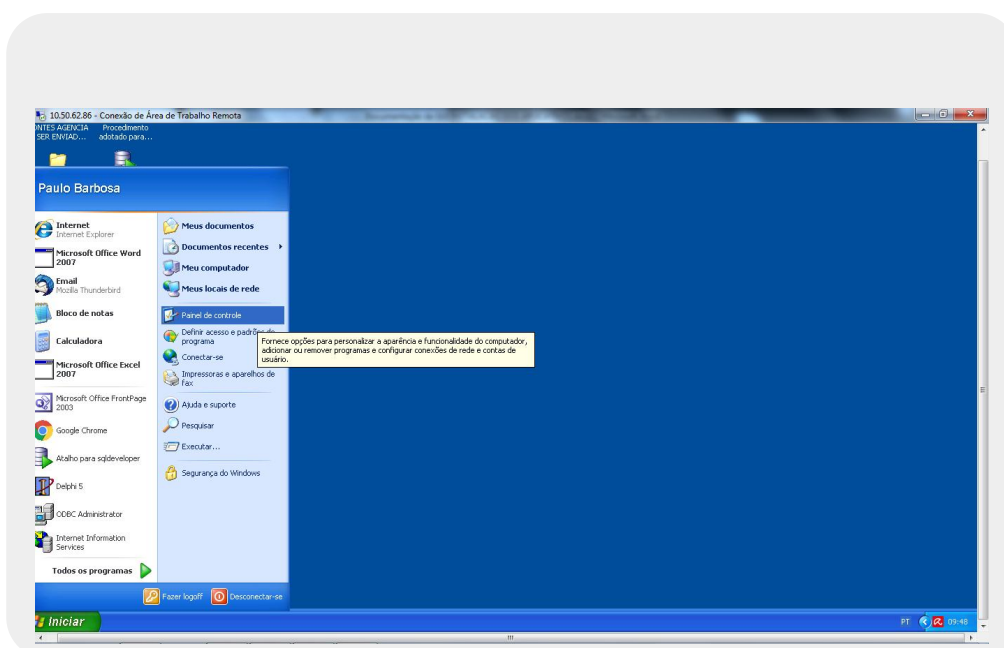 10.50.62.86 - Conexão de Área de Trabalho Remota
NTES AGENCIA Procedimento
SER ENVIAD... adotado para...
Paulo Barbosa
Internet
Internet Explorer
Microsoft Office Word
2007
Email
Mozilla Thunderbird
Bloco de notas
Calculadora
Microsoft Office Excel
2007
Microsoft Office FrontPage
2003
Google Chrome
Atalho para sqldeveloper
Delphi 5
ODBC Administrator
Internet Information
Services
Todos os programas
Meus documentos
Documentos recentes
Meu computador
Meus locais de rede
Painel de controle
Definir acesso e padrões de
programa
Conectar-se
Impressoras e aparelhos de
fax
Ajuda e suporte
Pesquisar
Executar...
Segurança do Windows
Fornece opções para personalizar a aparência e funcionalidade do computador,
adicionar ou remover programas e configurar conexões de rede e contas de
usuário.
Fazer logoff Desconectar-se
Iniciar
PT 09:48